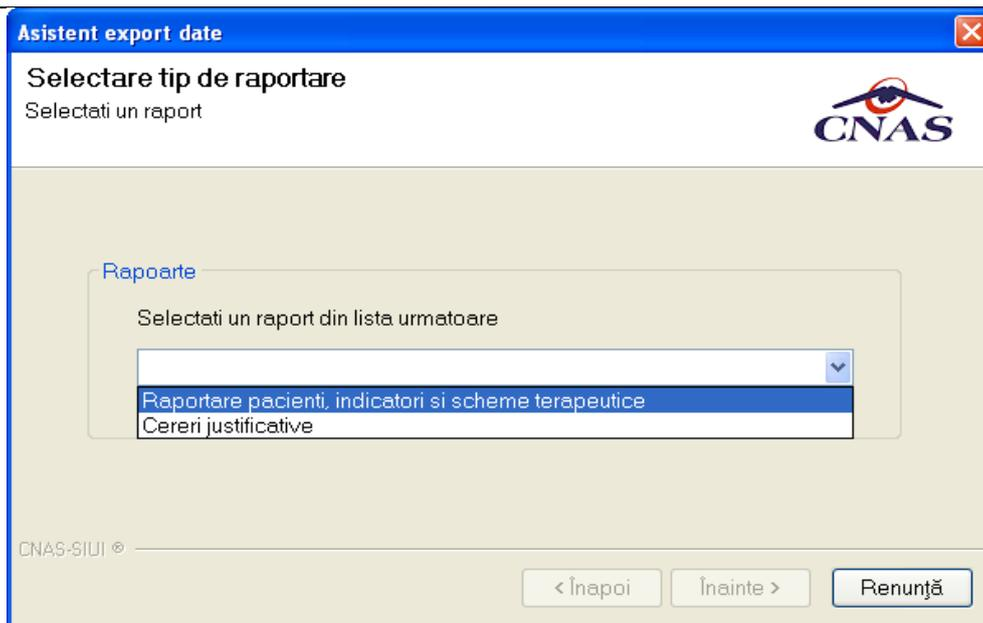 Asistent export date
Selectare tip de raportare
Selectati un raport
CNAS
Rapoarte
Selectati un raport din lista urmatoare
Raportare pacienti, indicatori si scheme terapeutice
Cereri justificative
CNAS-SIUI ®
< Înapoi
Înainte >
Renunţă